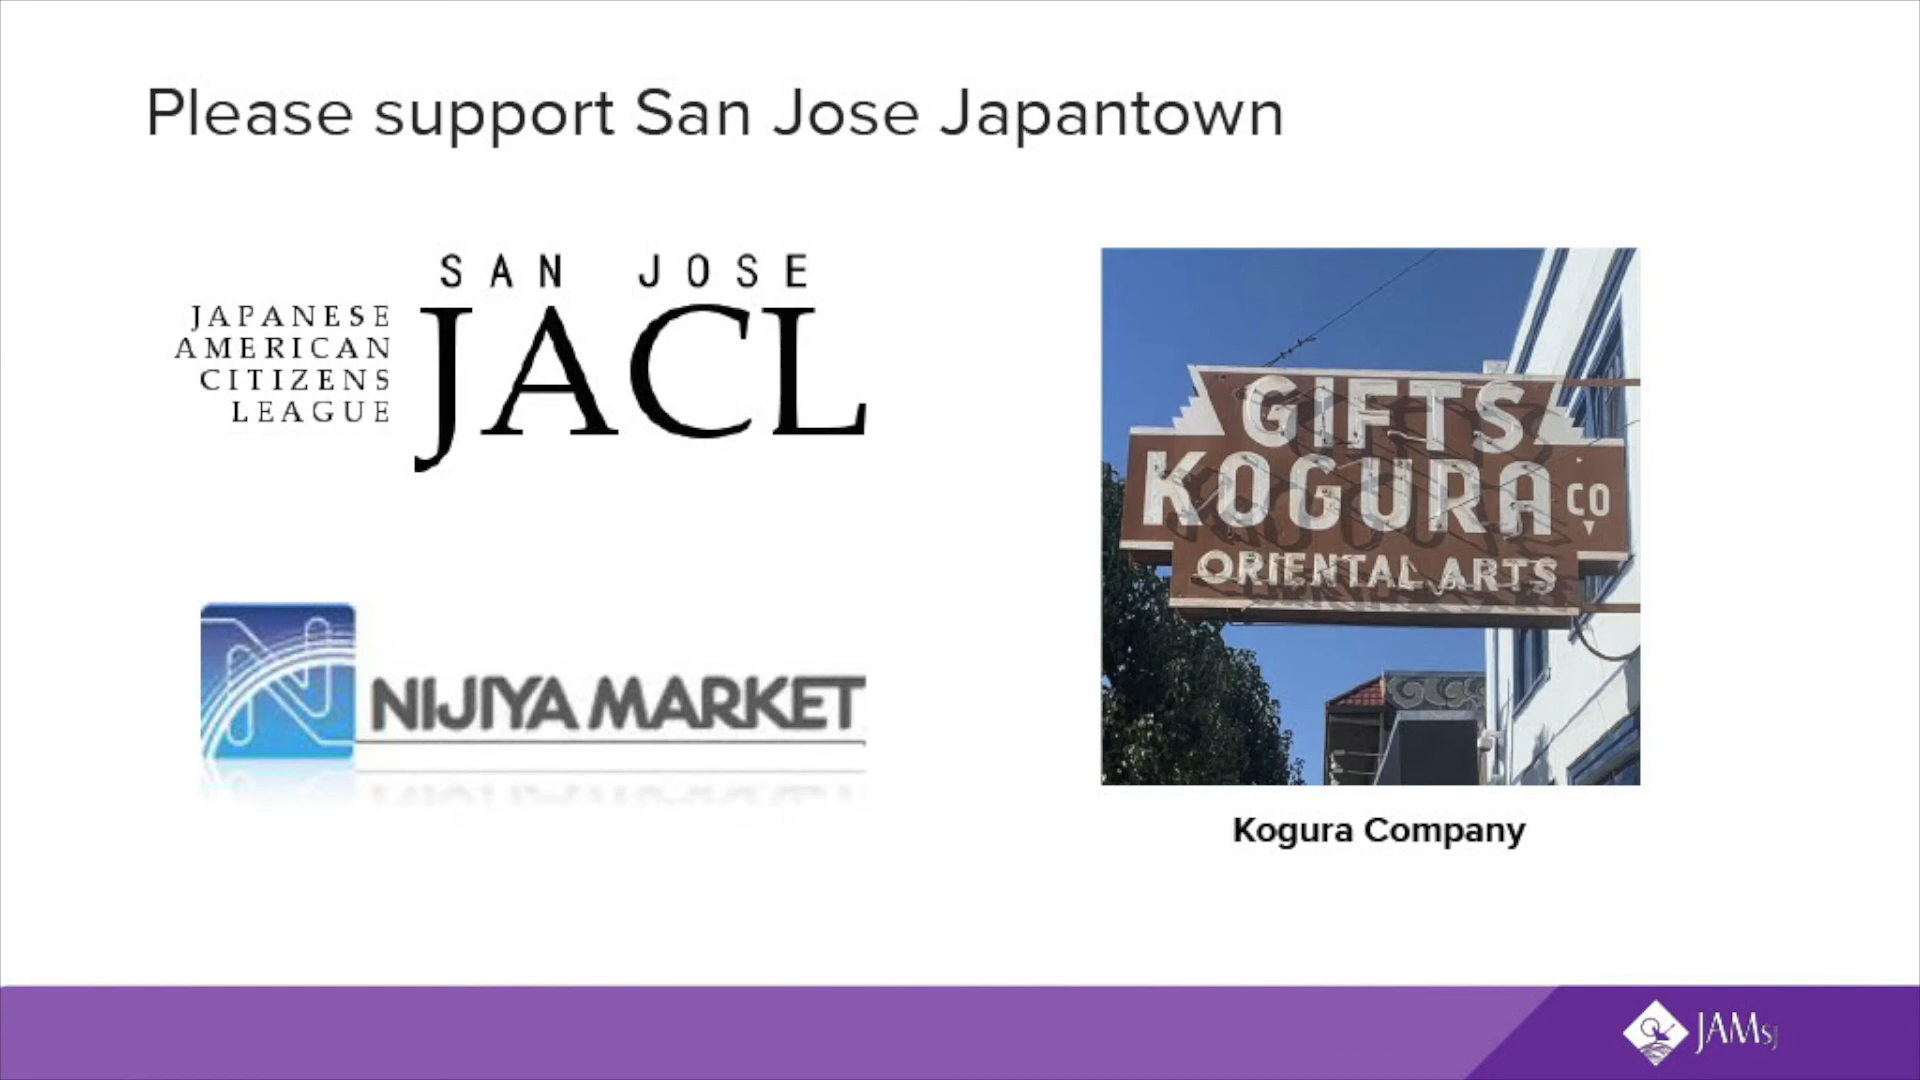 Please support San Jose Japantown
SAN JOSE
JAPANESE
AMERICAN
CITIZENS
LEAGUE
JACL
NIJIYA MARKET
GIFTS
KOGURA CO
ORIENTAL ARTS
Kogura Company
JAMSJ